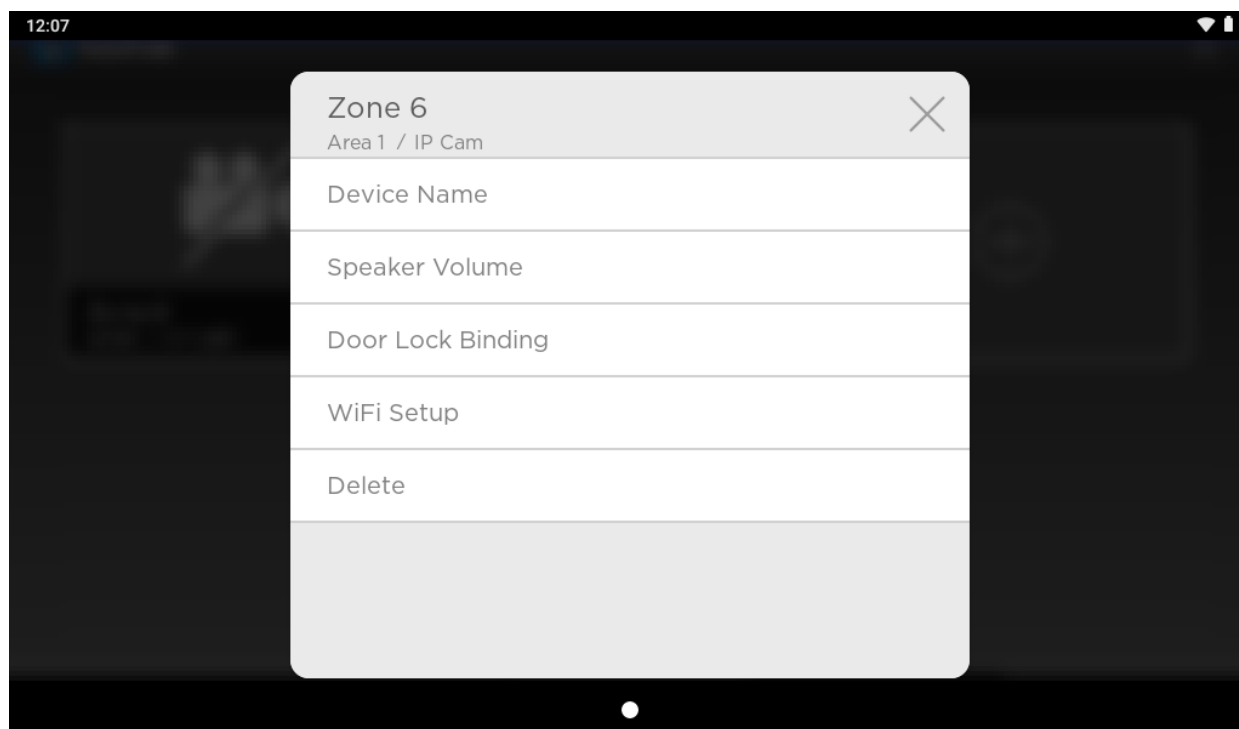 12:07
Zone 6
Area 1 / IP Cam
Device Name
Speaker Volume
Door Lock Binding
WiFi Setup
Delete